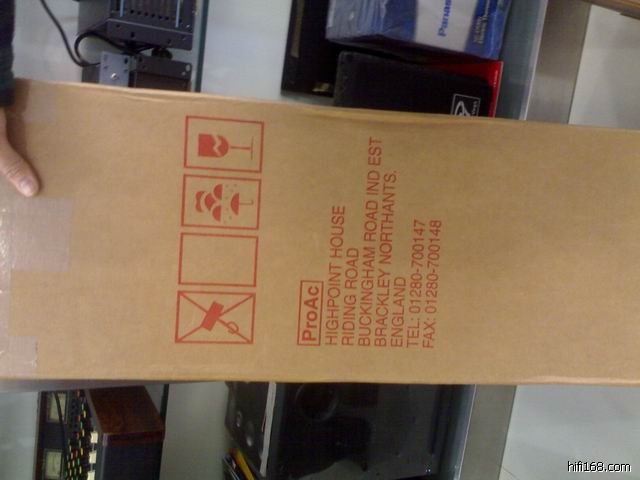 ProAc
HIGHPOINT HOUSE
RIDING ROAD
BUCKINGHAM ROAD IND EST
BRACKLEY NORTHANTS.
ENGLAND
TEL: 01280-700147
FAX: 01280-700148
Panasonic
hifi168.com